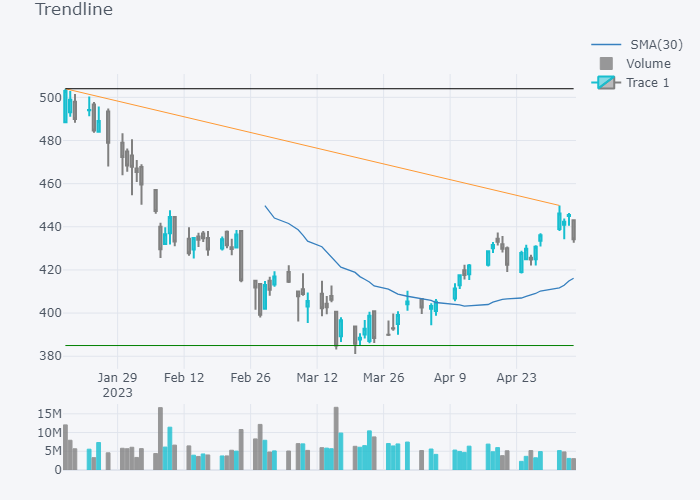 Trendline
SMA(30)
Volume
Trace 1
500
480
460
440
420
400
380
Jan 29
2023
Feb 12
Feb 26
Mar 12
Mar 26
Apr 9
Apr 23
15M
10M
5M
0